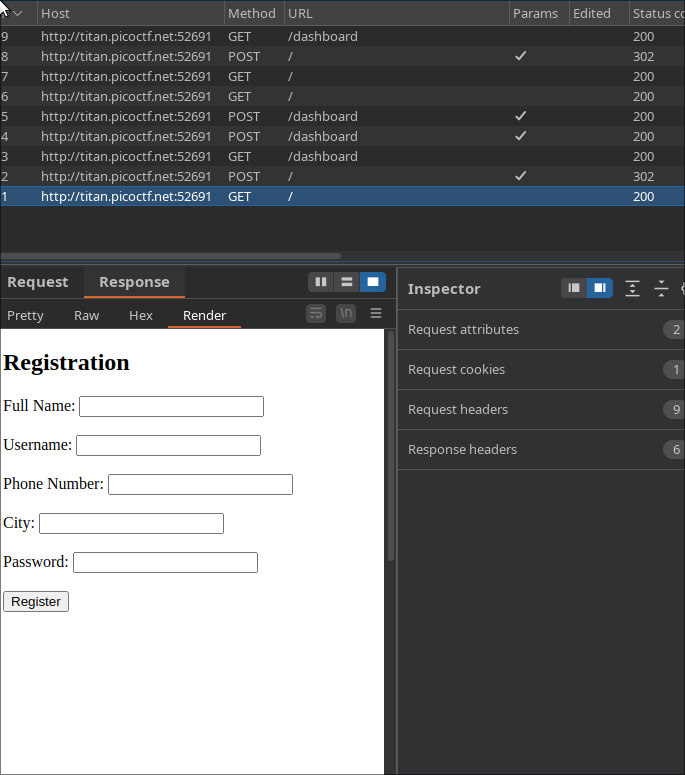 Host Method URL Params Edited Status co
9 http://titan.picoctf.net:52691 GET /dashboard 200
8 http://titan.picoctf.net:52691 POST / 302
7 http://titan.picoctf.net:52691 GET / 200
6 http://titan.picoctf.net:52691 GET / 200
5 http://titan.picoctf.net:52691 POST /dashboard 200
4 http://titan.picoctf.net:52691 POST /dashboard 200
3 http://titan.picoctf.net:52691 GET /dashboard 200
2 http://titan.picoctf.net:52691 POST / 302
1 http://titan.picoctf.net:52691 GET / 200
Request Response
Pretty Raw Hex Render \n
Registration
Full Name:
Username:
Phone Number:
City:
Password:
Register
Inspector
Request attributes 2
Request cookies 1
Request headers 9
Response headers 6